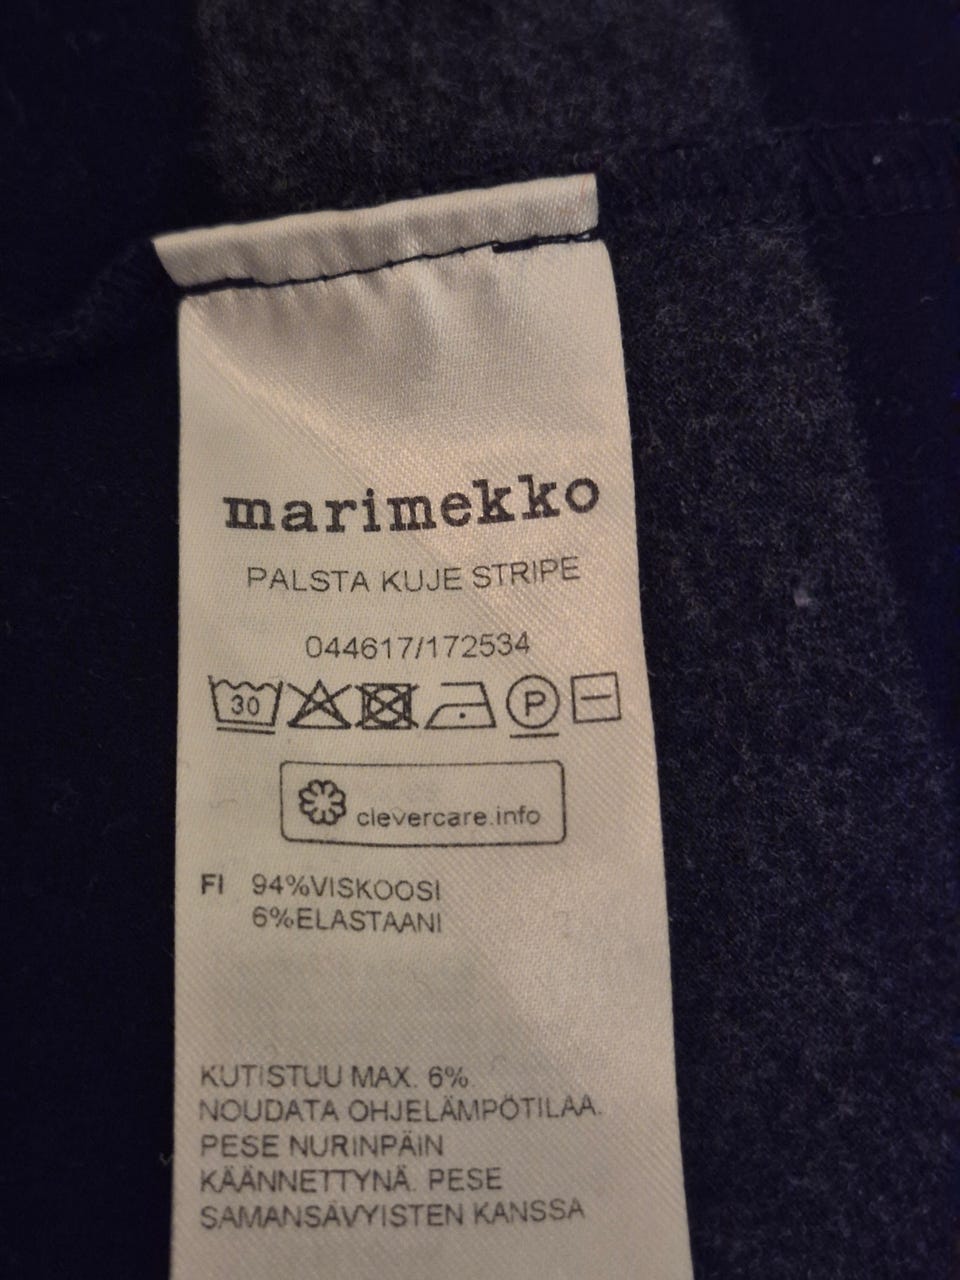 marimekko
PALSTA KUJE STRIPE
044617/172534
30 P
clevercare.info
FI 94%VISKOOSI
6%ELASTAANI
KUTISTUU MAX. 6%
NOUDATA OHJELÄMPÖTILAA.
PESE NURINPÄIN
KÄÄNNETTYNÄ. PESE
SAMANSÄVYISTEN KANSSA